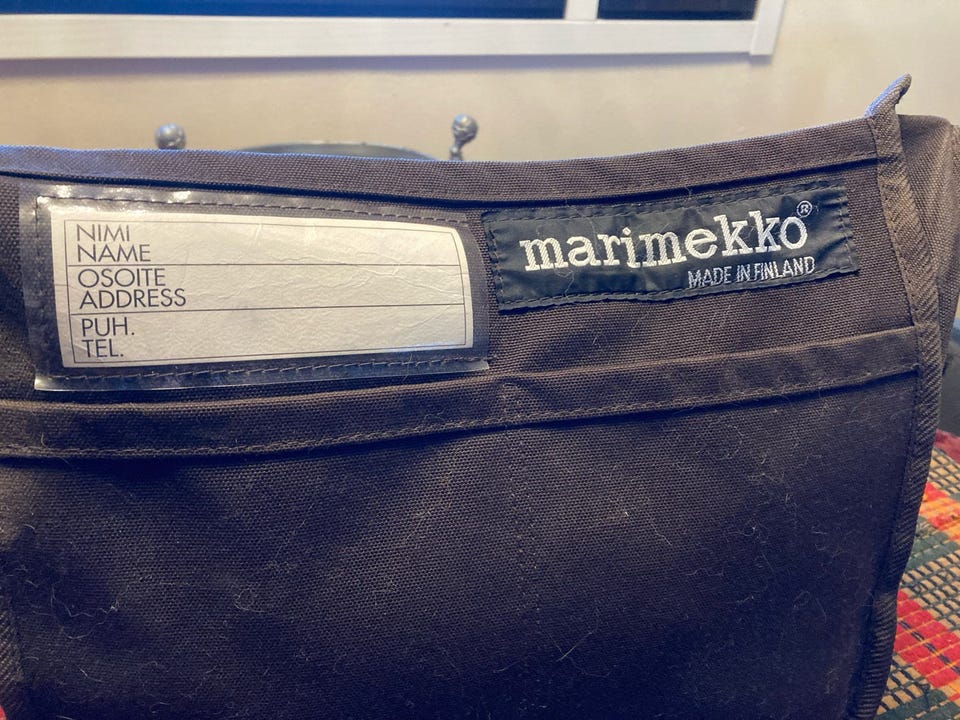 NIMI
NAME
OSOITE
ADDRESS
PUH.
TEL.
marimekko®
MADE IN FINLAND